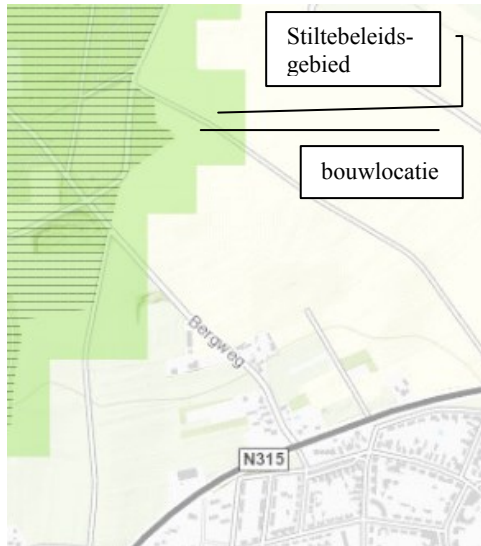 Stiltebeleids-
gebied
bouwlocatie
Bergweg
N315